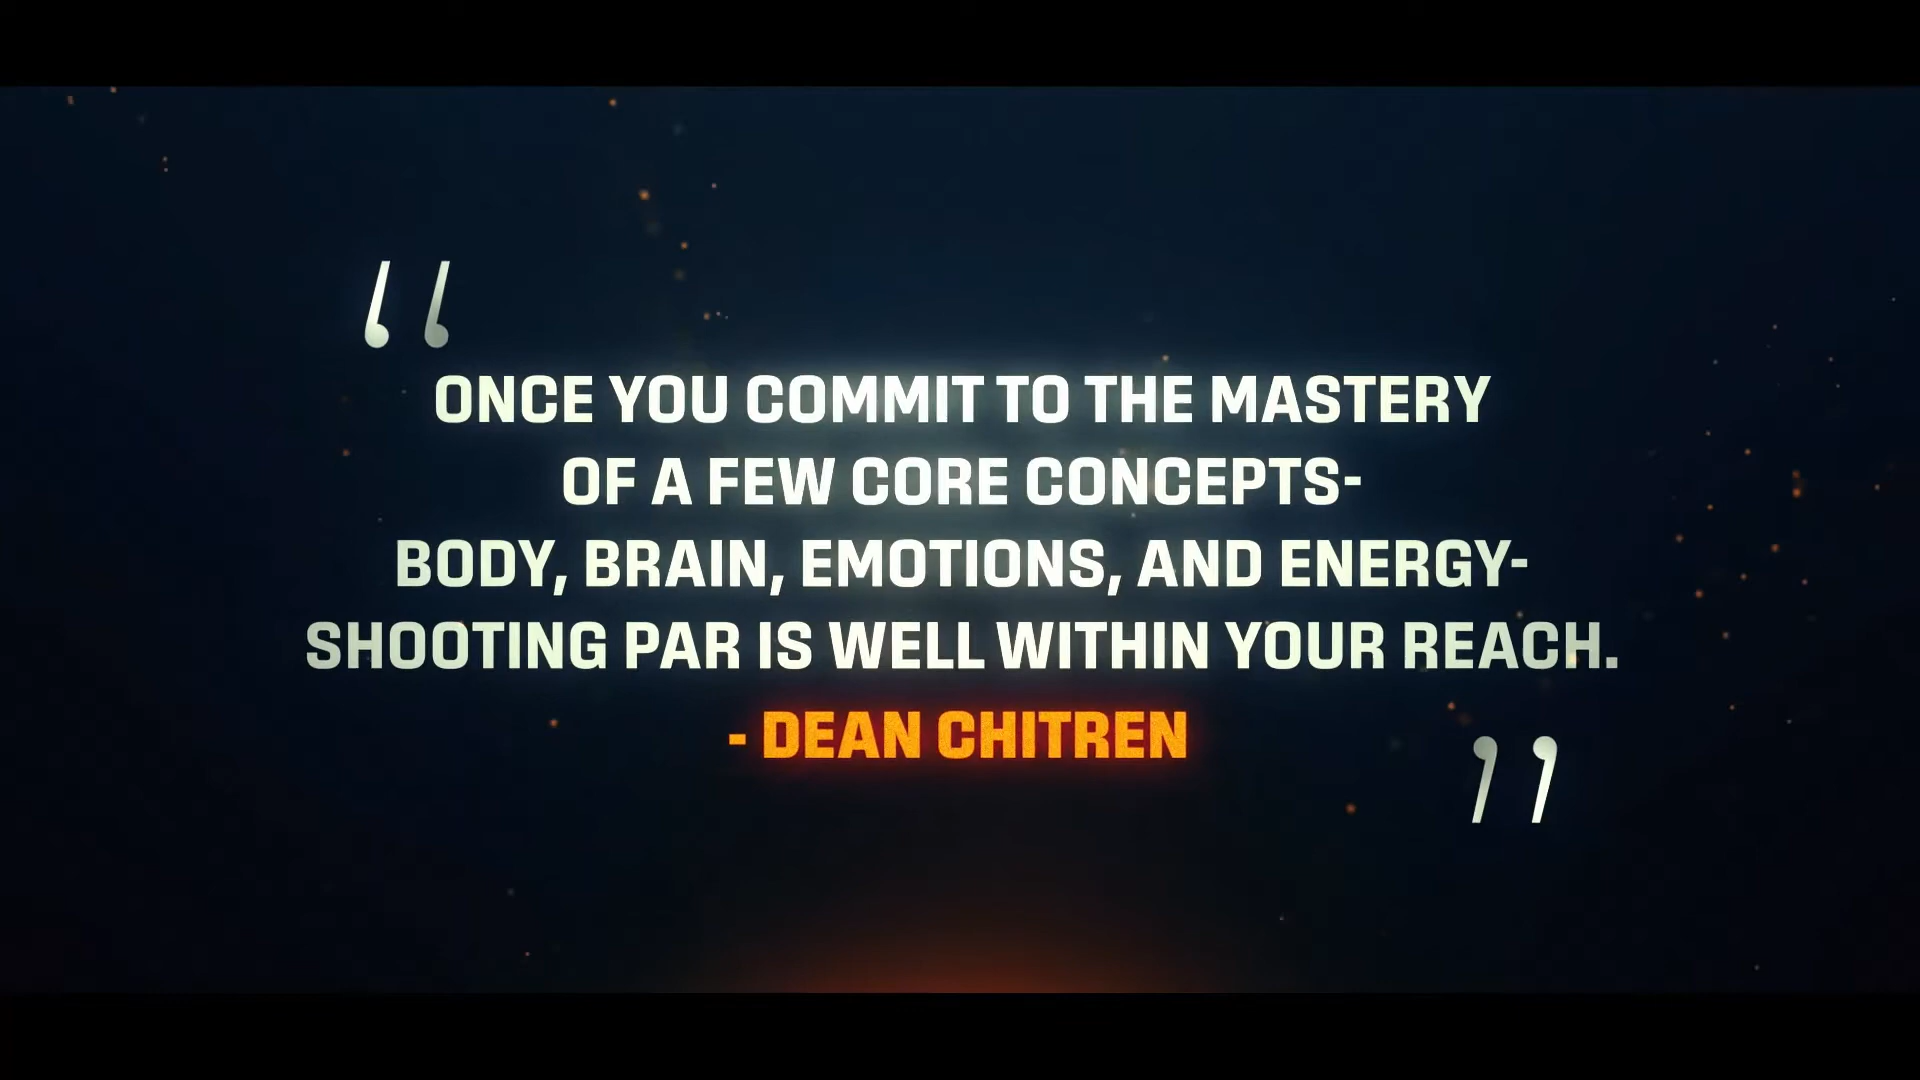 “
ONCE YOU COMMIT TO THE MASTERY
OF A FEW CORE CONCEPTS-
BODY, BRAIN, EMOTIONS, AND ENERGY-
SHOOTING PAR IS WELL WITHIN YOUR REACH.
- DEAN CHITREN
”